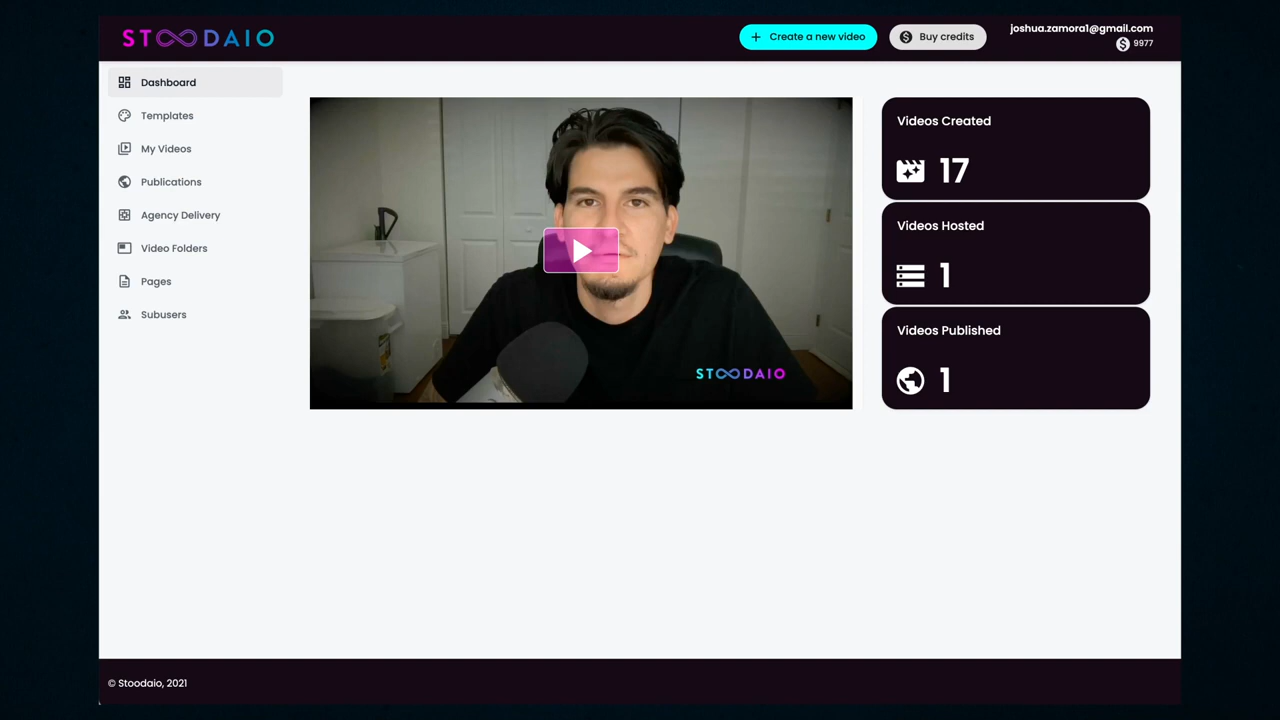 STOODAIO
Create a new video
Buy credits
joshua.zamora1@gmail.com
9977
Dashboard
Templates
My Videos
Publications
Agency Delivery
Video Folders
Pages
Subusers
STOODAIO
Videos Created
17
Videos Hosted
1
Videos Published
1
© Stoodaio, 2021